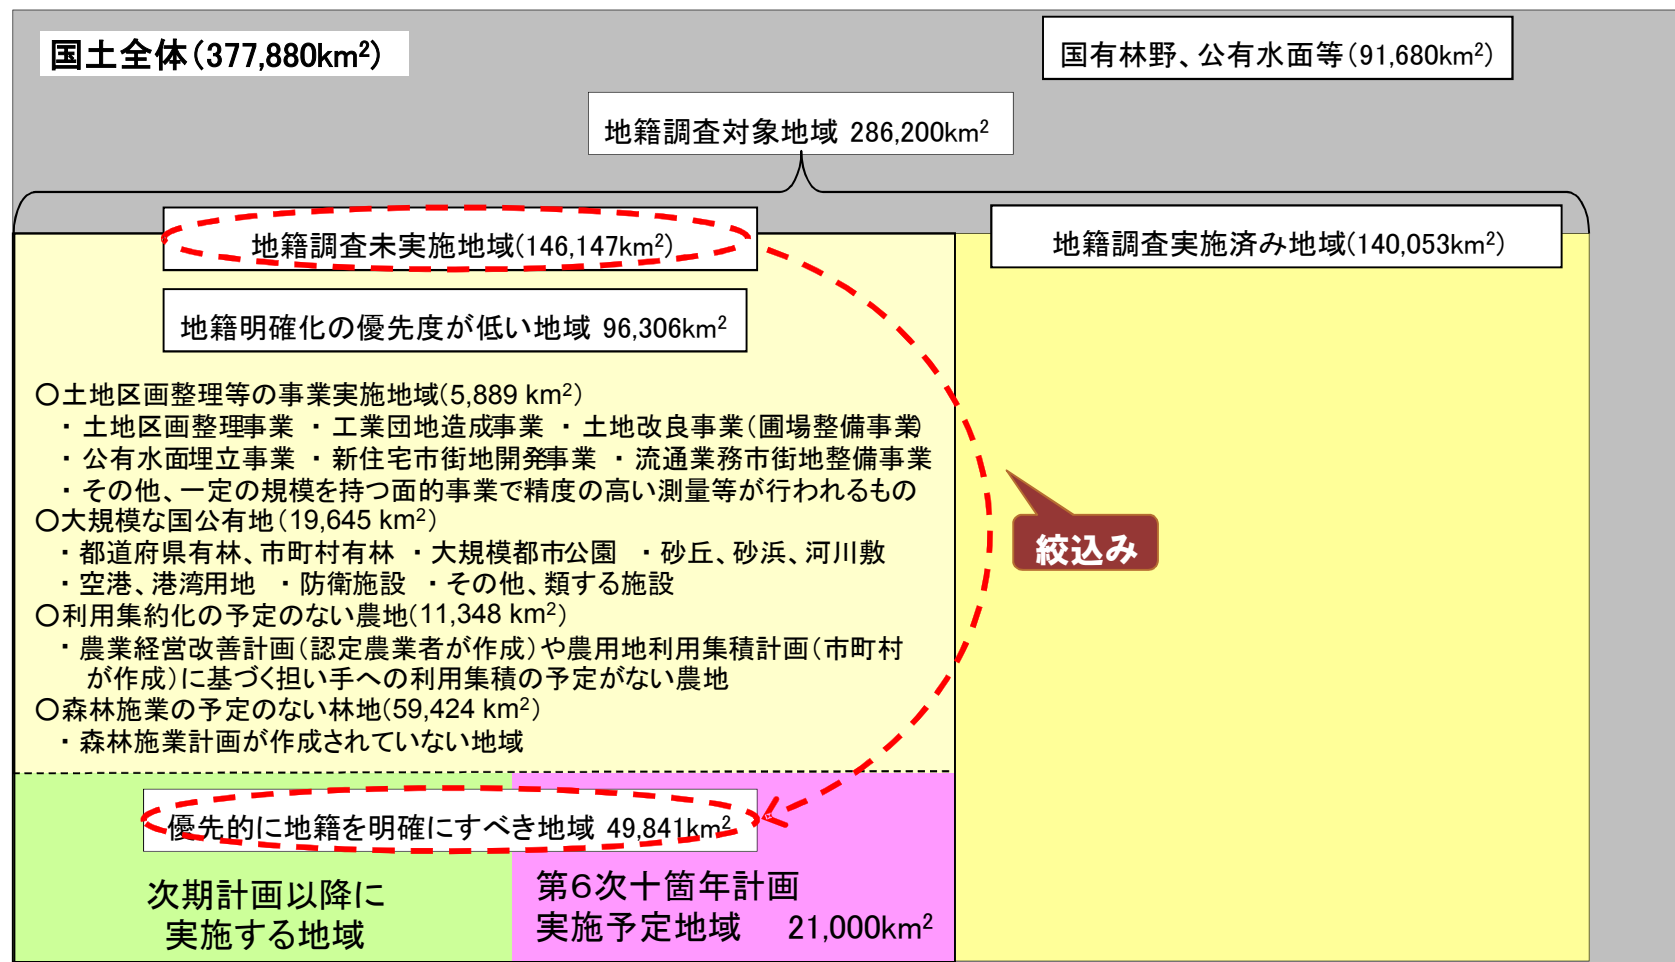 国土全体(377,880km²)
国有林野、公有水面等(91,680km²)
地籍調査対象地域 286,200km²
地籍調査未実施地域(146,147km²)
地籍調査実施済み地域(140,053km²)
地籍明確化の優先度が低い地域 96,306km²
○土地区画整理等の事業実施地域(5,889 km²)
・土地区画整理事業 ・工業団地造成事業 ・土地改良事業(圃場整備事業)
・公有水面埋立事業 ・新住宅市街地開発事業 ・流通業務市街地整備事業
・その他、一定の規模を持つ面的事業で精度の高い測量等が行われるもの
○大規模な国公有地(19,645 km²)
・都道府県有林、市町村有林 ・大規模都市公園 ・砂丘、砂浜、河川敷
・空港、港湾用地 ・防衛施設 ・その他、類する施設
○利用集約化の予定のない農地(11,348 km²)
・農業経営改善計画(認定農業者が作成)や農用地利用集積計画(市町村
が作成)に基づく担い手への利用集積の予定がない農地
○森林施業の予定のない林地(59,424 km²)
・森林施業計画が作成されていない地域
絞込み
優先的に地籍を明確にすべき地域 49,841km²
次期計画以降に
実施する地域
第6次十箇年計画
実施予定地域 21,000km²